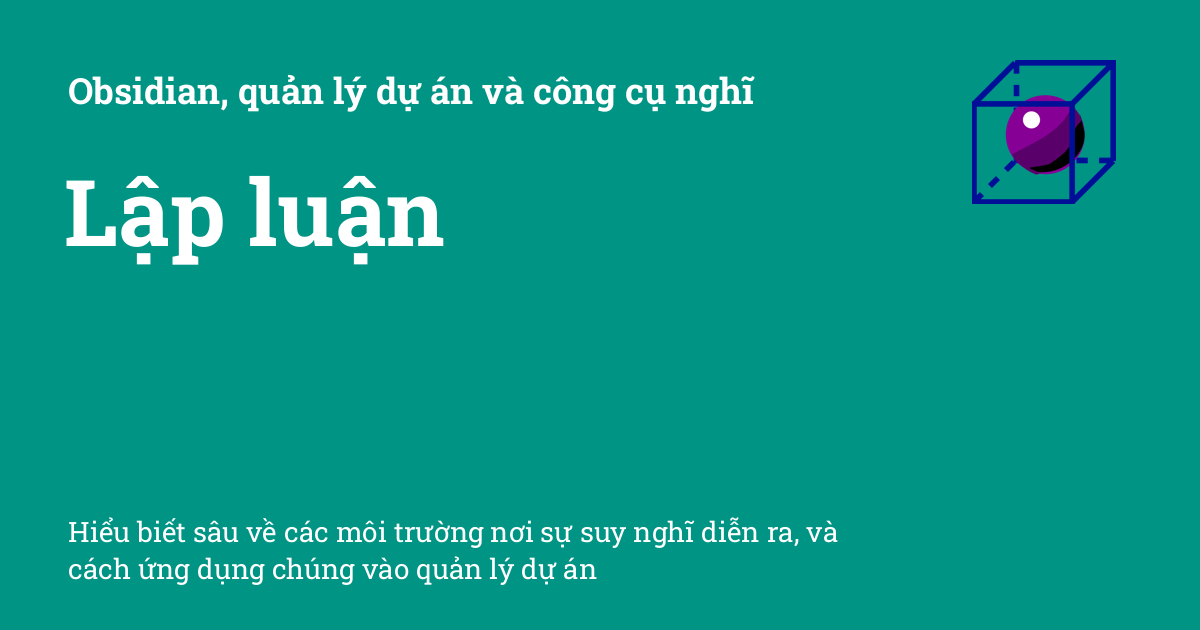 Obsidian, quản lý dự án và công cụ nghĩ
Lập luận
Hiểu biết sâu về các môi trường nơi sự suy nghĩ diễn ra, và
cách ứng dụng chúng vào quản lý dự án